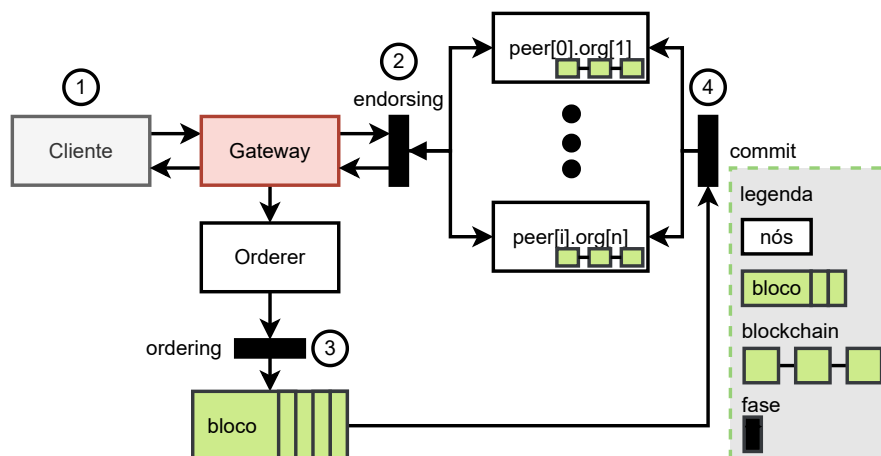 1
Cliente
Gateway
2
endorsing
peer[0].org[1]
peer[i].org[n]
4
commit
Orderer
ordering
3
bloco
legenda
nós
bloco
blockchain
fase